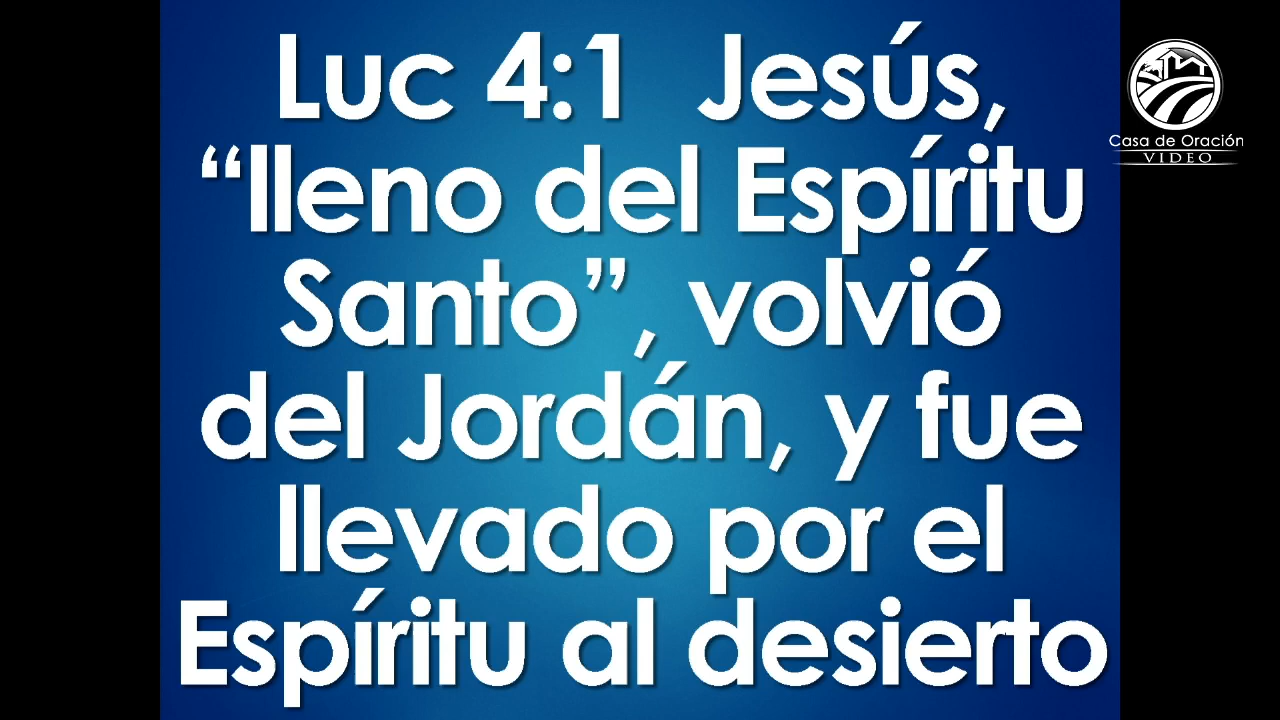 Luc 4:1 Jesús,
“lleno del Espíritu
Santo”, volvió
del Jordán, y fue
llevado por el
Espíritu al desierto
Casa de Oración
VIDEO